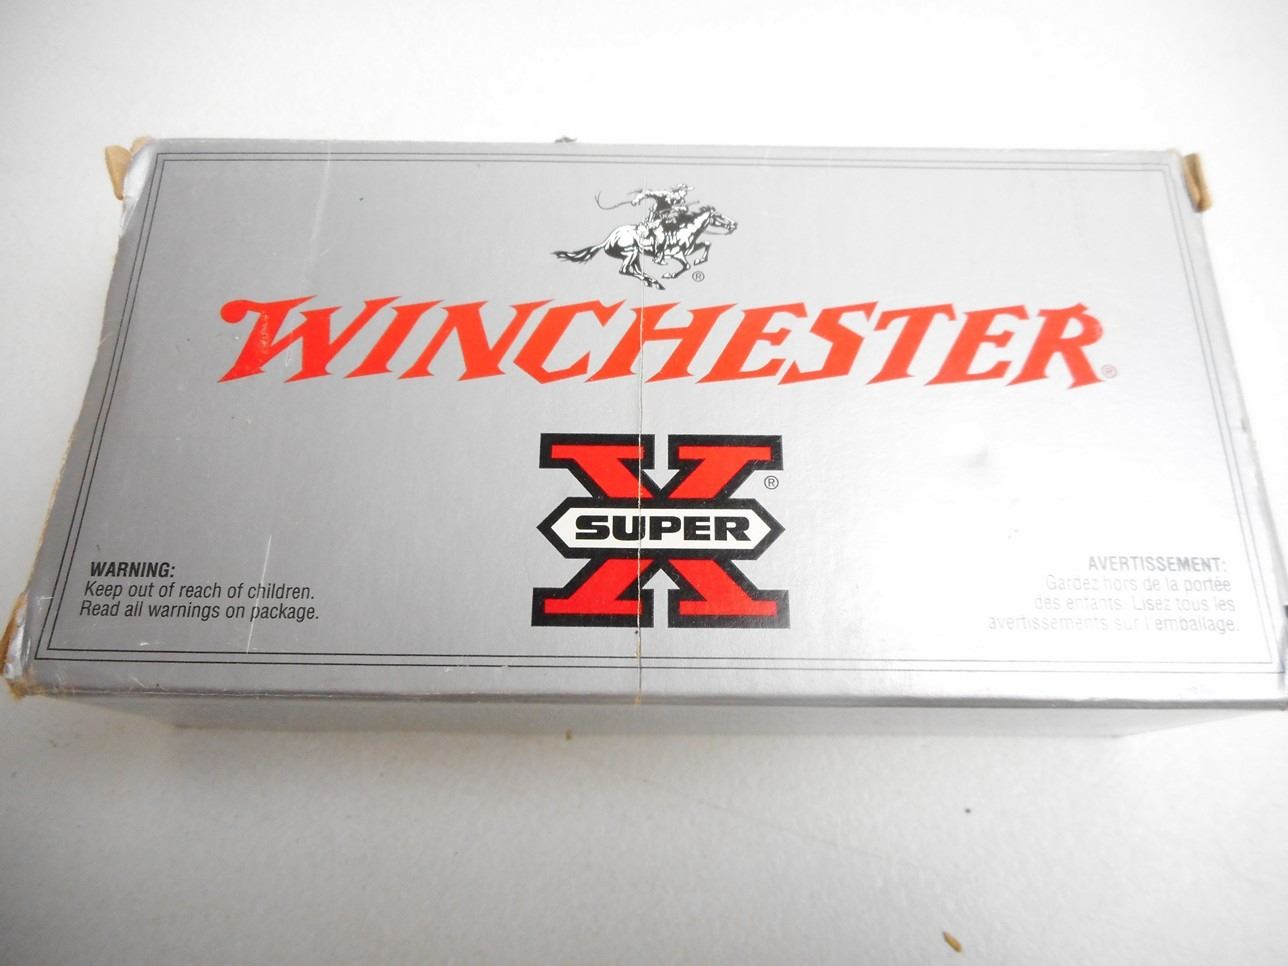 ®
WINCHESTER®
SUPER X®
WARNING:
Keep out of reach of children.
Read all warnings on package.
AVERTISSEMENT:
Gardez hors de la portée
des enfants. Lisez tous les
avertissements sur l'emballage.